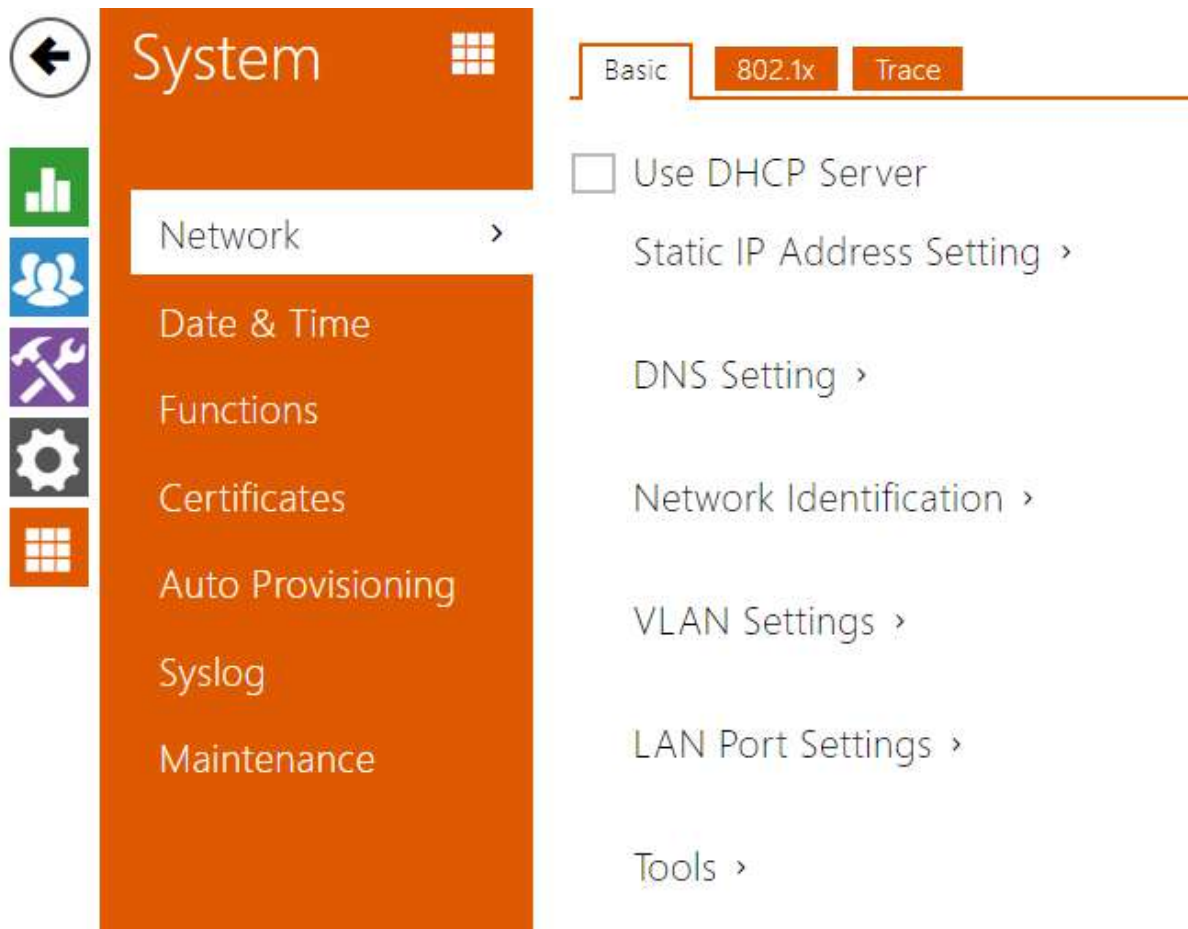 System
Network
Date & Time
Functions
Certificates
Auto Provisioning
Syslog
Maintenance
Basic 802.1x Trace
Use DHCP Server
Static IP Address Setting
DNS Setting
Network Identification
VLAN Settings
LAN Port Settings
Tools